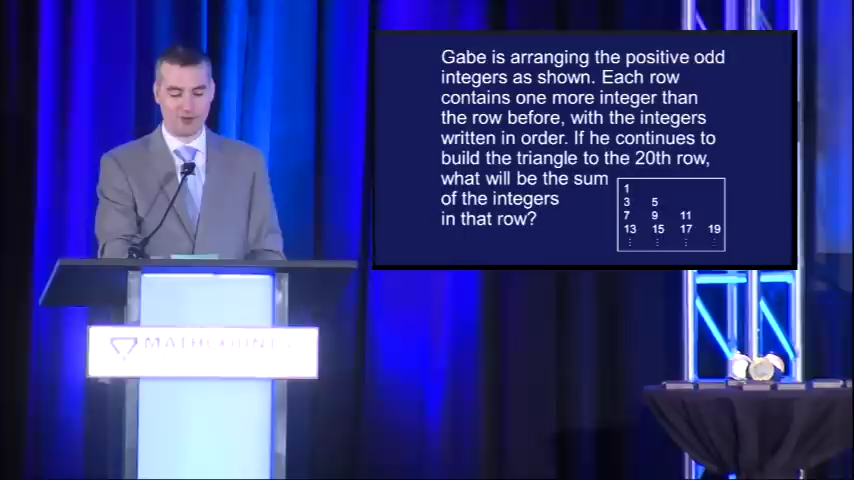 Gabe is arranging the positive odd
integers as shown. Each row
contains one more integer than
the row before, with the integers
written in order. If he continues to
build the triangle to the 20th row,
what will be the sum
of the integers
in that row?
1
3 5
7 9 11
13 15 17 19
⋮ ⋮ ⋮ ⋮
MATHCOUNTS